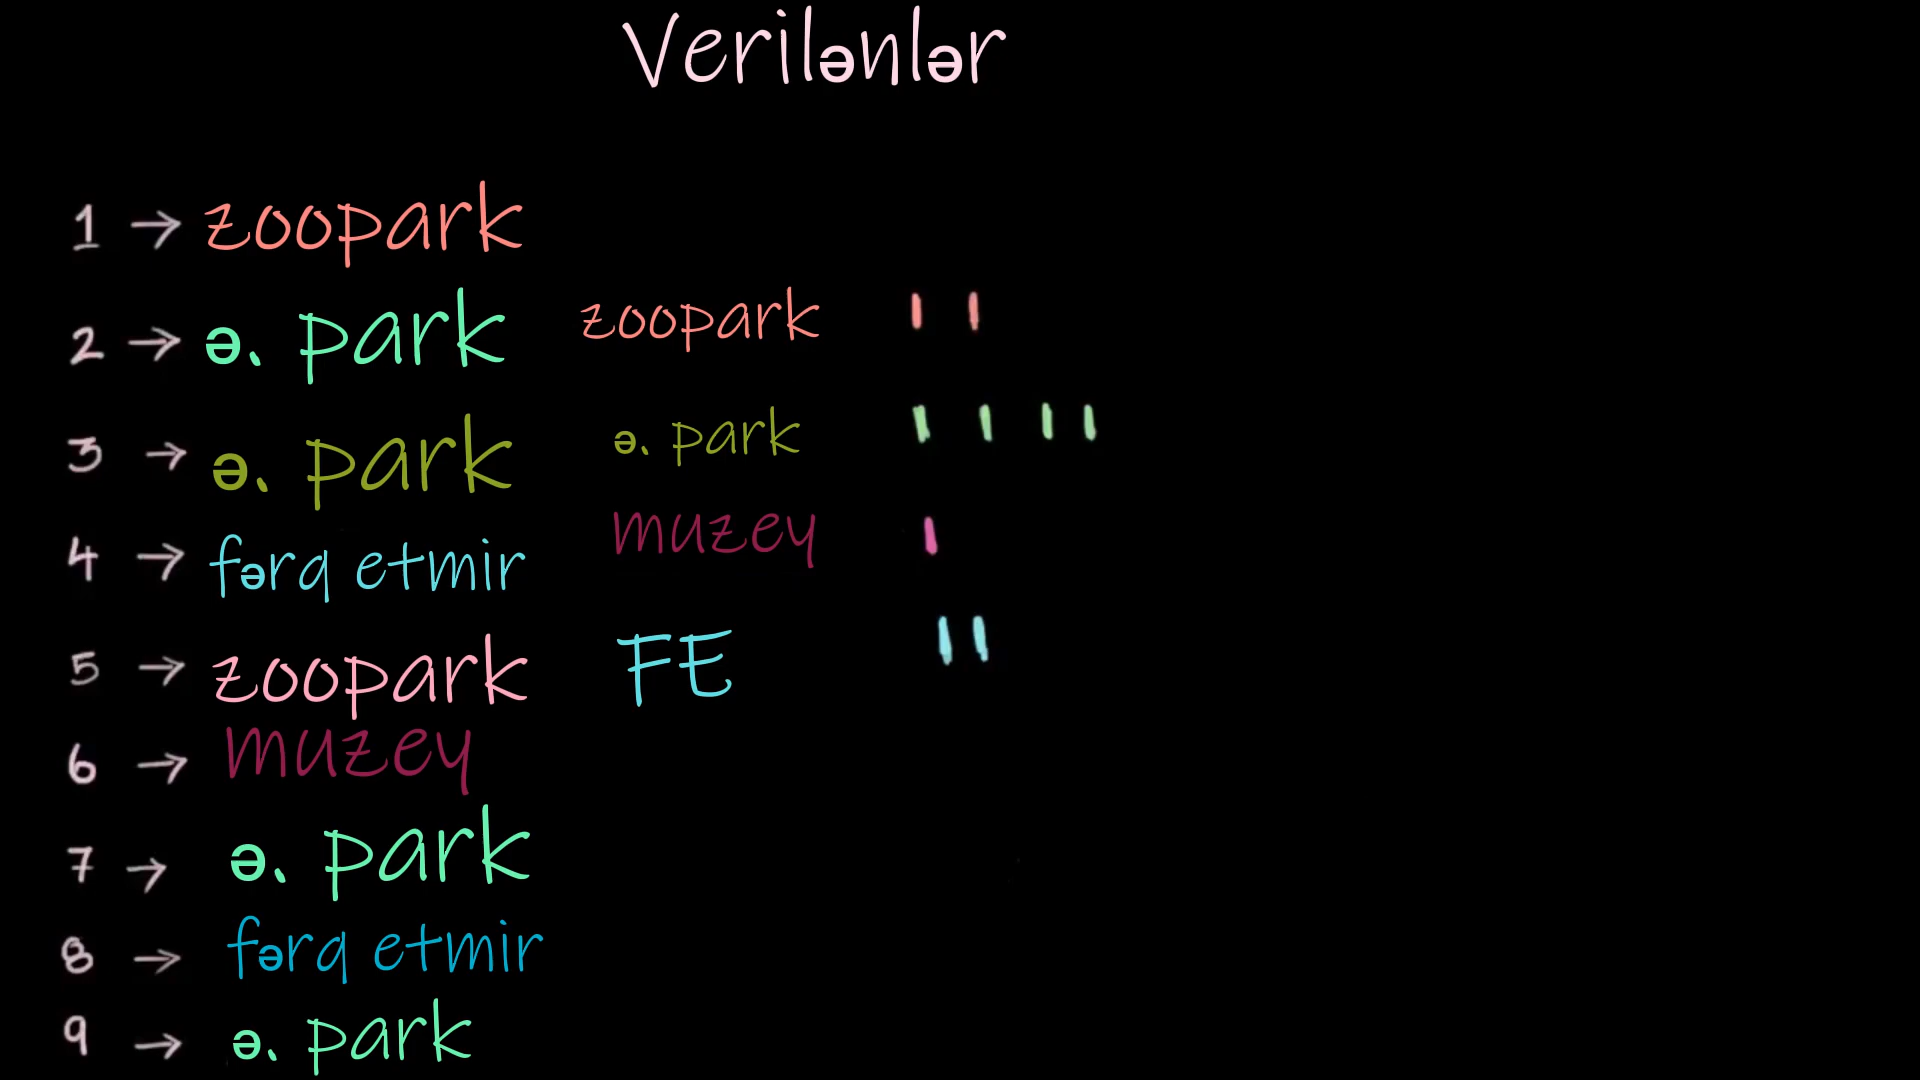 Verilənlər
1 → zoopark
2 → ə. park
3 → ə. park
4 → fərq etmir
5 → zoopark
6 → muzey
7 → ə. park
8 → fərq etmir
9 → ə. park
zoopark I I
ə. park I I I I
muzey I
FE I I